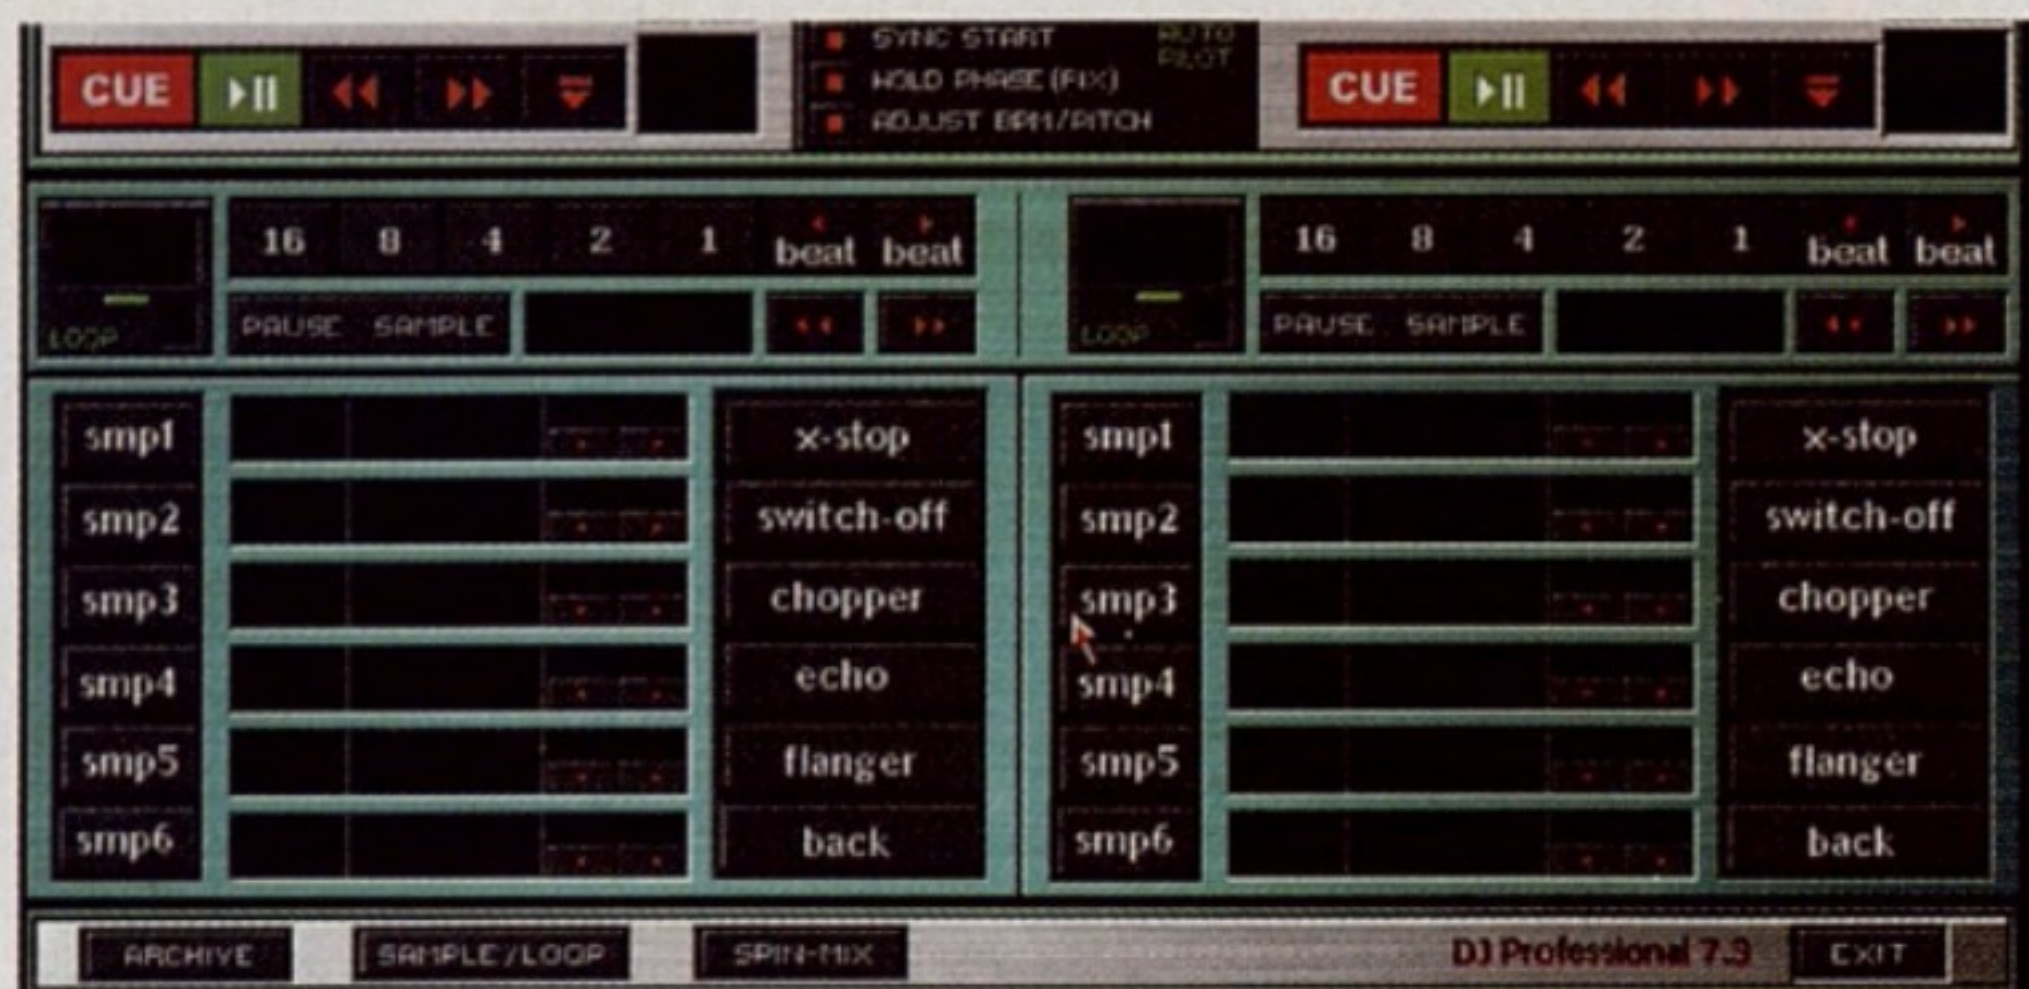 SYNC START AUTO
CUE HOLD PHASE (FIX) PILOT CUE
ADJUST BPM/PITCH
16 8 4 2 1 beat beat 16 8 4 2 1 beat beat
LOOP PAUSE SAMPLE LOOP PAUSE SAMPLE
smp1 x-stop smp1 x-stop
smp2 switch-off smp2 switch-off
smp3 chopper smp3 chopper
smp4 echo smp4 echo
smp5 flanger smp5 flanger
smp6 back smp6 back
ARCHIVE SAMPLE/LOOP SPIN-MIX DJ Professional 7.3 EXIT